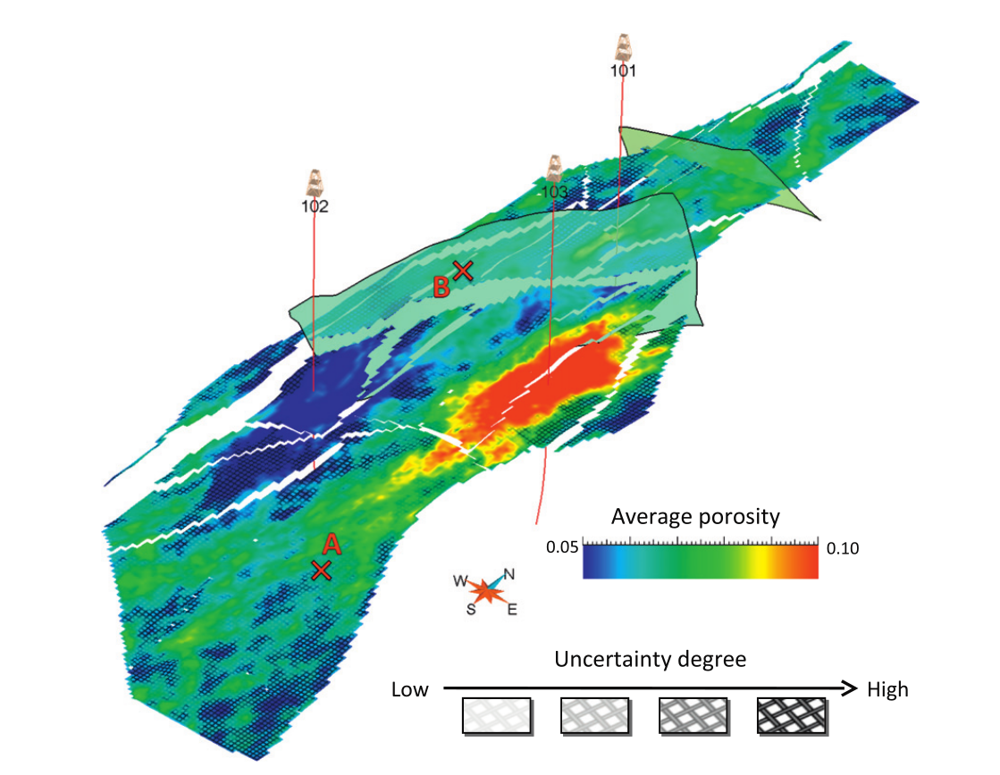 101
103
102
B
A
Average porosity
0.05
0.10
W
N
S
E
Uncertainty degree
Low
High